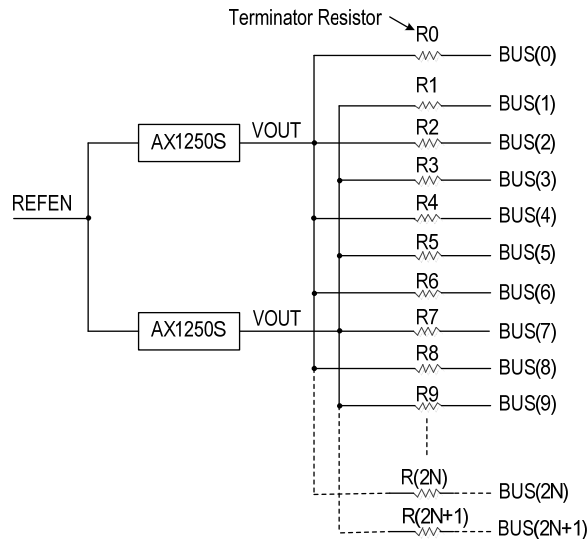 Terminator Resistor
R0 BUS(0)
R1 BUS(1)
AX1250S VOUT R2 BUS(2)
R3 BUS(3)
REFEN R4 BUS(4)
R5 BUS(5)
R6 BUS(6)
AX1250S VOUT R7 BUS(7)
R8 BUS(8)
R9 BUS(9)
R(2N) BUS(2N)
R(2N+1) BUS(2N+1)